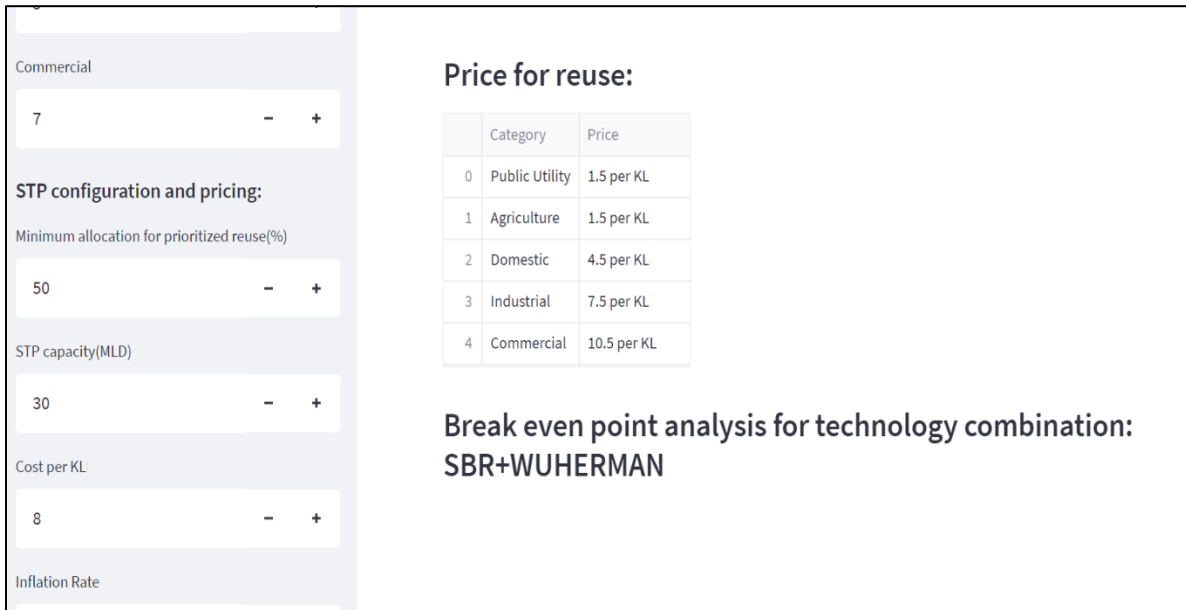 Commercial
7 - +
STP configuration and pricing:
Minimum allocation for prioritized reuse(%)
50 - +
STP capacity(MLD)
30 - +
Cost per KL
8 - +
Inflation Rate
Price for reuse:
Category Price
0 Public Utility 1.5 per KL
1 Agriculture 1.5 per KL
2 Domestic 4.5 per KL
3 Industrial 7.5 per KL
4 Commercial 10.5 per KL
Break even point analysis for technology combination:
SBR+WUHERMAN